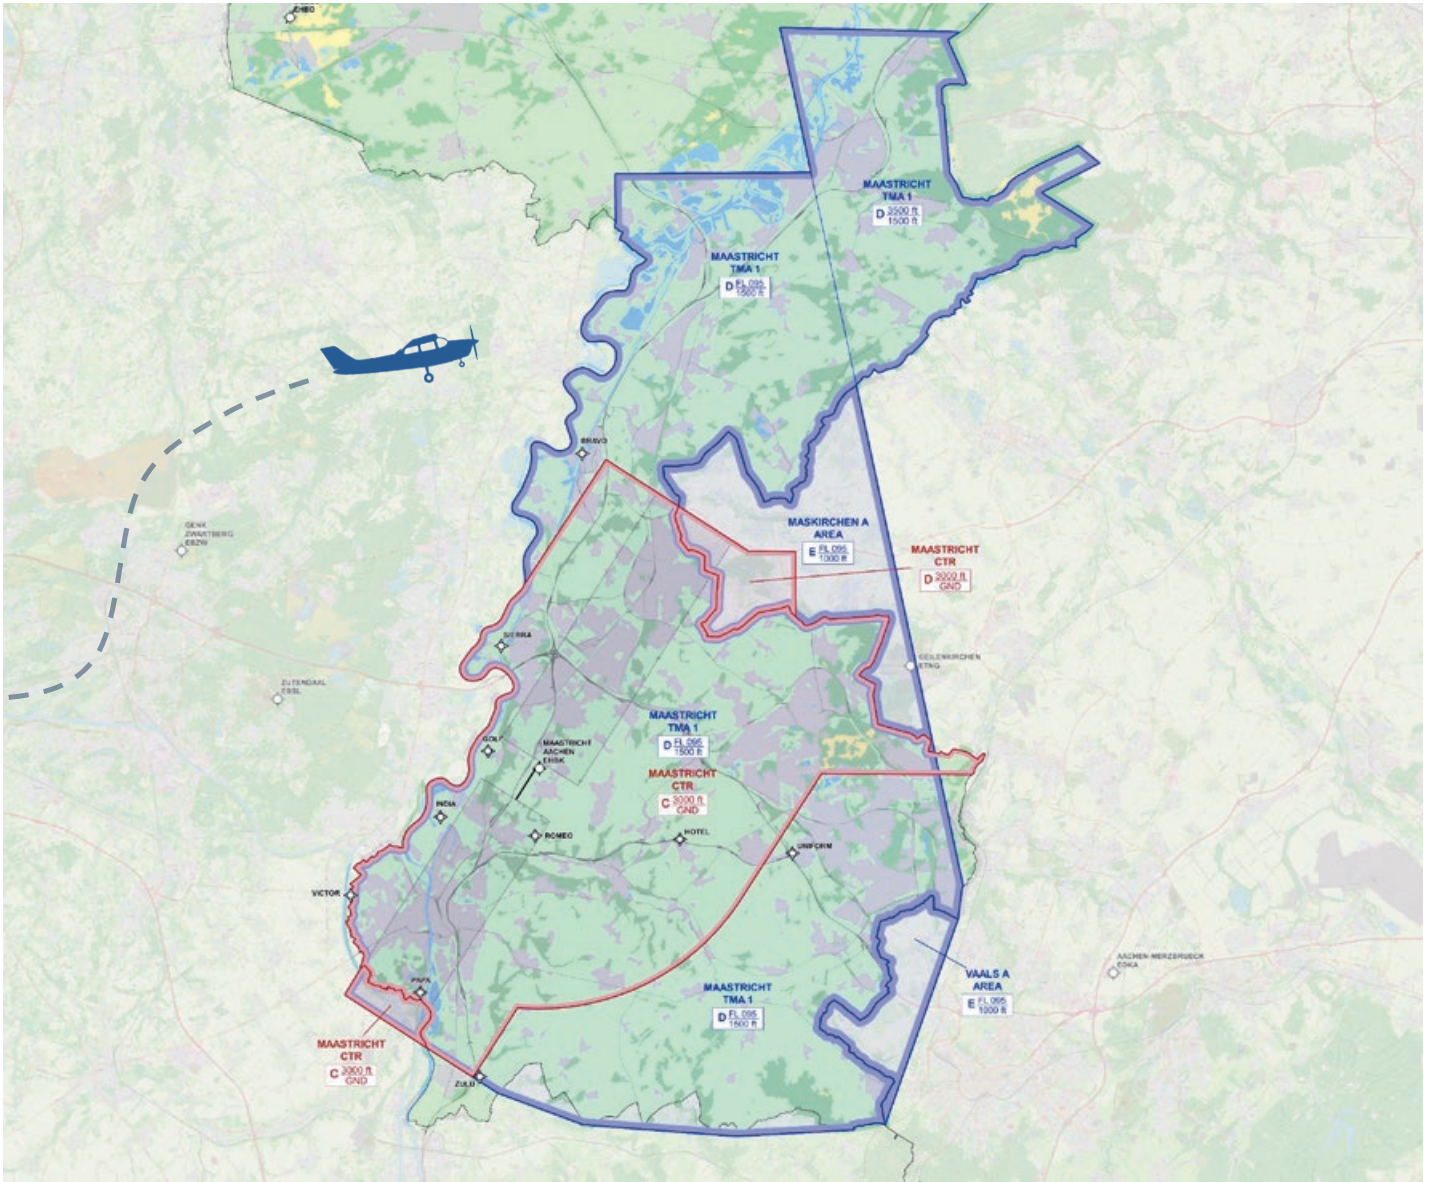 EHBD
MAASTRICHT
TMA 1
D 3500 ft
1500 ft
MAASTRICHT
TMA 1
D FL 095
1500 ft
BRAVO
GENK
ZWARTBERG
EBZW
MASKIRCHEN A
AREA
E FL 095
1000 ft
MAASTRICHT
CTR
D 3000 ft
GND
SIERRA
GEILENKIRCHEN
ETNG
ZUTENDAAL
EBSL
MAASTRICHT
TMA 1
D FL 095
1500 ft
GOLF
MAASTRICHT
AACHEN
EHBK
MAASTRICHT
CTR
C 3000 ft
GND
INDIA
ROMEO
HOTEL
UNIFORM
VICTOR
AACHEN-MERZBRUECK
EDKA
PAPA
VAALS A
AREA
E FL 095
1000 ft
MAASTRICHT
TMA 1
D FL 095
1500 ft
MAASTRICHT
CTR
C 3000 ft
GND
ZULU